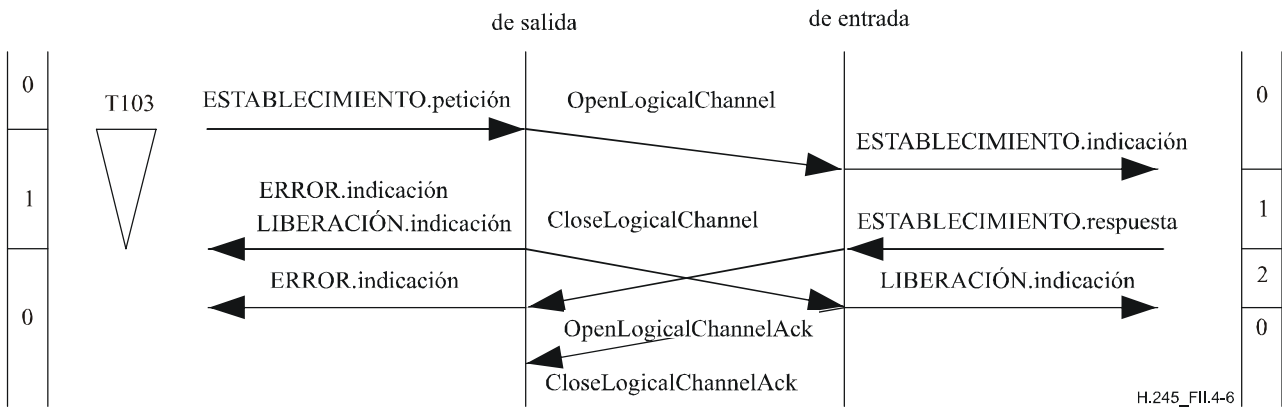 de salida
de entrada
0
T103
ESTABLECIMIENTO.petición
OpenLogicalChannel
0
ESTABLECIMIENTO.indicación
1
ERROR.indicación
LIBERACIÓN.indicación
CloseLogicalChannel
ESTABLECIMIENTO.respuesta
1
ERROR.indicación
LIBERACIÓN.indicación
2
0
OpenLogicalChannelAck
0
CloseLogicalChannelAck
H.245_FII.4-6